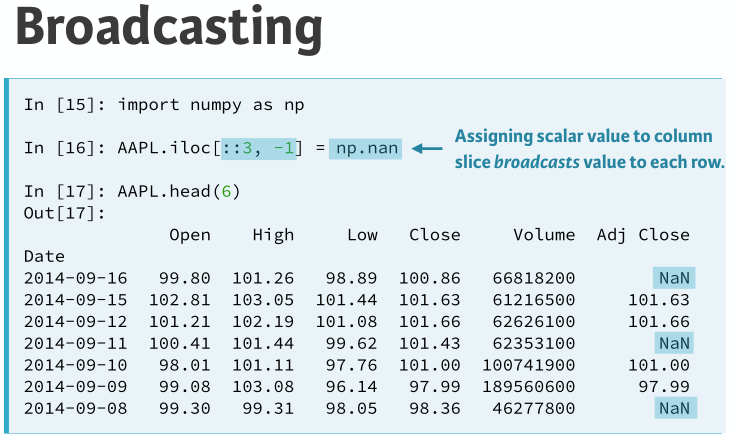 Broadcasting
In [15]: import numpy as np
In [16]: AAPL.iloc[::3, -1] = np.nan
Assigning scalar value to column
slice broadcasts value to each row.
In [17]: AAPL.head(6)
Out[17]:
Open High Low Close Volume Adj Close
Date
2014-09-16 99.80 101.26 98.89 100.86 66818200 NaN
2014-09-15 102.81 103.05 101.44 101.63 61216500 101.63
2014-09-12 101.21 102.19 101.08 101.66 62626100 101.66
2014-09-11 100.41 101.44 99.62 101.43 62353100 NaN
2014-09-10 98.01 101.11 97.76 101.00 100741900 101.00
2014-09-09 99.08 103.08 96.14 97.99 189560600 97.99
2014-09-08 99.30 99.31 98.05 98.36 46277800 NaN